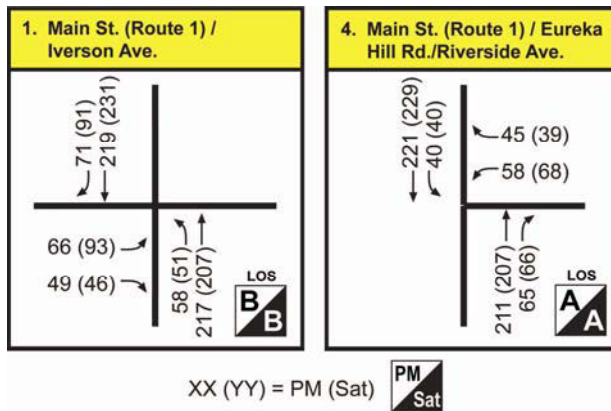 1. Main St. (Route 1) /
Iverson Ave.
71 (91)
219 (231)
66 (93)
49 (46)
58 (51)
217 (207)
LOS
B
B
4. Main St. (Route 1) / Eureka
Hill Rd./Riverside Ave.
221 (229)
40 (40)
45 (39)
58 (68)
211 (207)
65 (66)
LOS
A
A
XX (YY) = PM (Sat)
PM
Sat